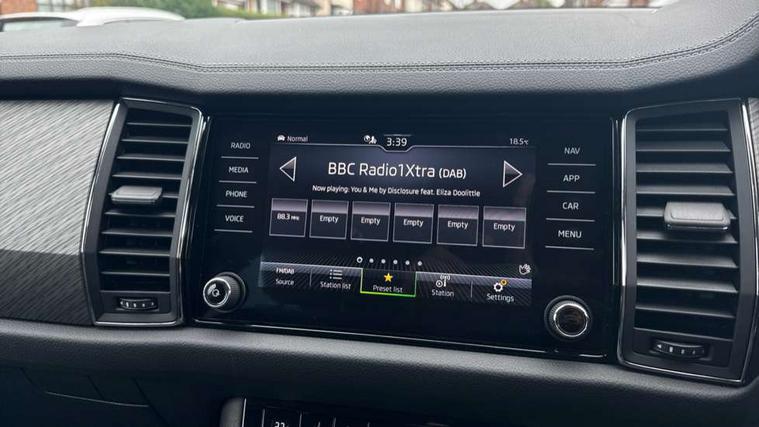 RADIO
MEDIA
PHONE
VOICE
Normal
3:39
18.5°C
BBC Radio1Xtra (DAB)
Now playing: You & Me by Disclosure feat. Eliza Doolittle
88.3 MHz
Empty
Empty
Empty
Empty
Empty
FM/DAB
Source
Station list
Preset list
Station
Settings
NAV
APP
CAR
MENU